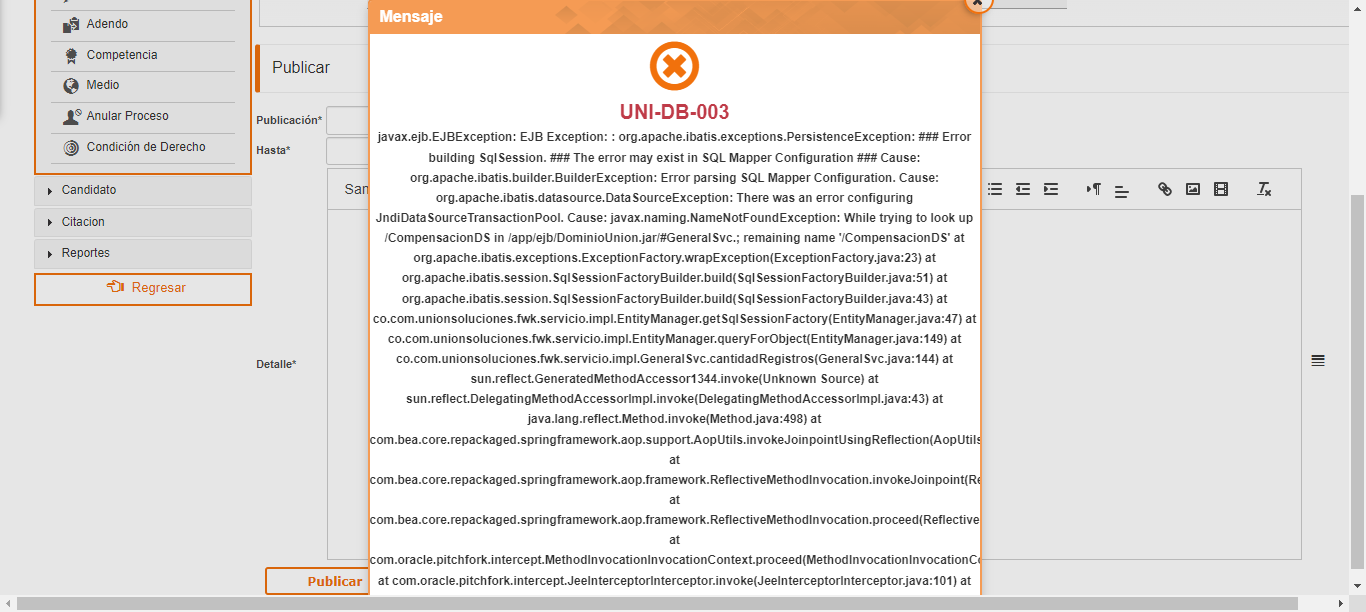 Mensaje
Adendo
Competencia
Medio
Anular Proceso
Condición de Derecho
Candidato
Citacion
Reportes
Regresar
Publicar
Publicación*
Hasta*
San
Detalle*
Publicar
UNI-DB-003
javax.ejb.EJBException: EJB Exception: : org.apache.ibatis.exceptions.PersistenceException: ### Error
building SqlSession. ### The error may exist in SQL Mapper Configuration ### Cause:
org.apache.ibatis.builder.BuilderException: Error parsing SQL Mapper Configuration. Cause:
org.apache.ibatis.datasource.DataSourceException: There was an error configuring
JndiDataSourceTransactionPool. Cause: javax.naming.NameNotFoundException: While trying to look up
/CompensacionDS in /app/ejb/DominioUnion.jar/#GeneralSvc.; remaining name '/CompensacionDS' at
org.apache.ibatis.exceptions.ExceptionFactory.wrapException(ExceptionFactory.java:23) at
org.apache.ibatis.session.SqlSessionFactoryBuilder.build(SqlSessionFactoryBuilder.java:51) at
org.apache.ibatis.session.SqlSessionFactoryBuilder.build(SqlSessionFactoryBuilder.java:43) at
co.com.unionsoluciones.fwk.servicio.impl.EntityManager.getSqlSessionFactory(EntityManager.java:47) at
co.com.unionsoluciones.fwk.servicio.impl.EntityManager.queryForObject(EntityManager.java:149) at
co.com.unionsoluciones.fwk.servicio.impl.GeneralSvc.cantidadRegistros(GeneralSvc.java:144) at
sun.reflect.GeneratedMethodAccessor1344.invoke(Unknown Source) at
sun.reflect.DelegatingMethodAccessorImpl.invoke(DelegatingMethodAccessorImpl.java:43) at
java.lang.reflect.Method.invoke(Method.java:498) at
com.bea.core.repackaged.springframework.aop.support.AopUtils.invokeJoinpointUsingReflection(AopUtils
at
com.bea.core.repackaged.springframework.aop.framework.ReflectiveMethodInvocation.invokeJoinpoint(Re
at
com.bea.core.repackaged.springframework.aop.framework.ReflectiveMethodInvocation.proceed(Reflective
at
com.oracle.pitchfork.intercept.MethodInvocationInvocationContext.proceed(MethodInvocationInvocationCo
at com.oracle.pitchfork.intercept.JeeInterceptorInterceptor.invoke(JeeInterceptorInterceptor.java:101) at